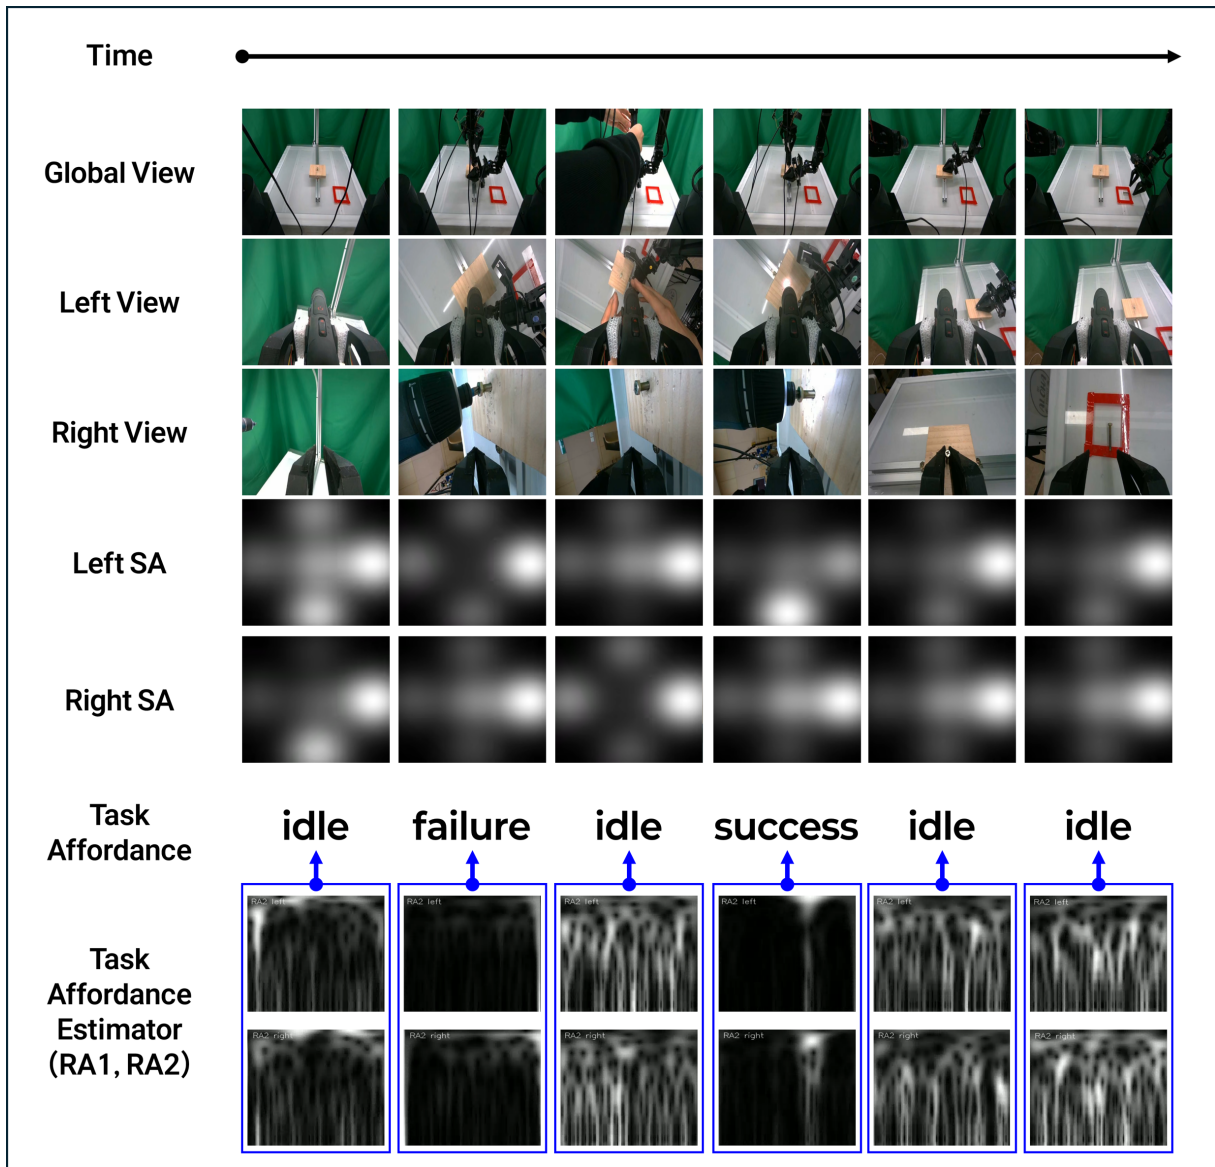 Time
Global View
Left View
Right View
Left SA
Right SA
Task
Affordance
idle failure idle success idle idle
Task
Affordance
Estimator
(RA1, RA2)
RA2 left RA2 left RA2 left RA2 left RA2 left RA2 left
RA2 right RA2 right RA2 right RA2 right RA2 right RA2 right